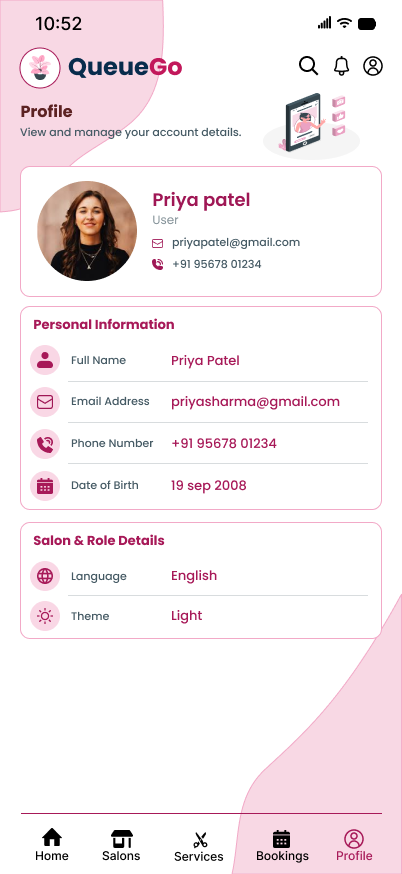 10:52
QueueGo
Profile
View and manage your account details.
Priya patel
User
priyapatel@gmail.com
+91 95678 01234
Personal Information
Full Name Priya Patel
Email Address priyasharma@gmail.com
Phone Number +91 95678 01234
Date of Birth 19 sep 2008
Salon & Role Details
Language English
Theme Light
Home Salons Services Bookings Profile